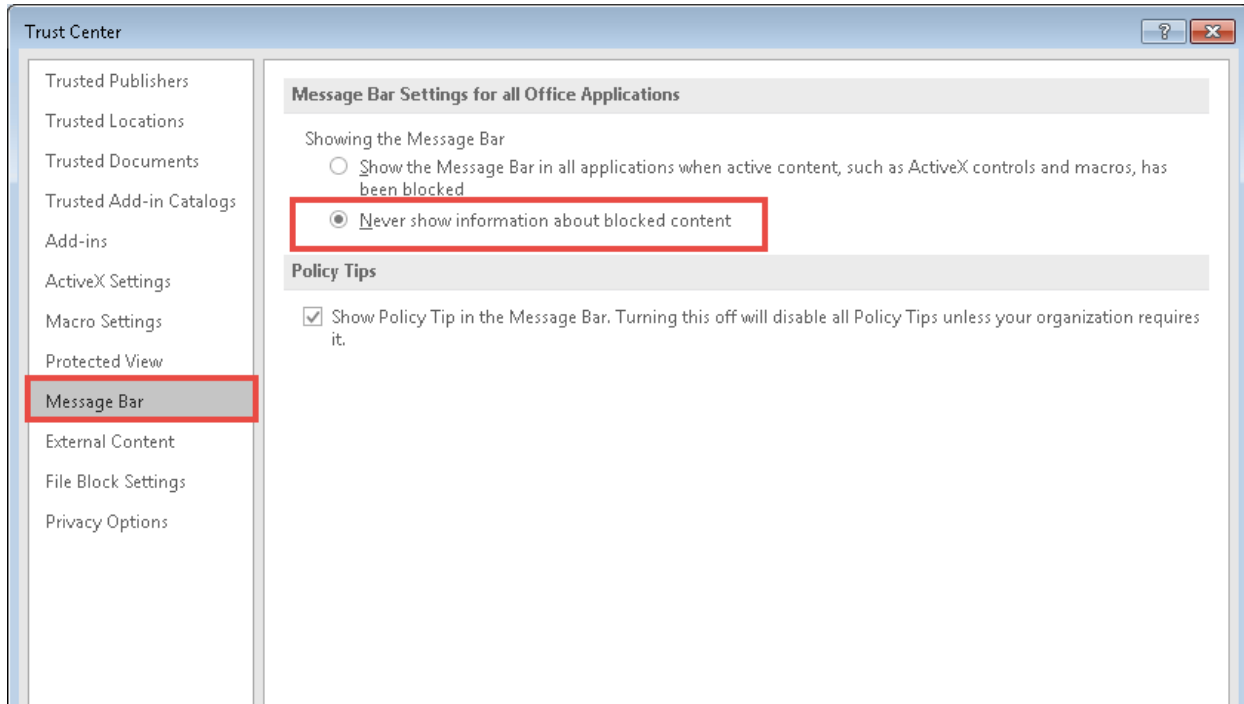 Trust Center
Trusted Publishers
Trusted Locations
Trusted Documents
Trusted Add-in Catalogs
Add-ins
ActiveX Settings
Macro Settings
Protected View
Message Bar
External Content
File Block Settings
Privacy Options
Message Bar Settings for all Office Applications
Showing the Message Bar
Show the Message Bar in all applications when active content, such as ActiveX controls and macros, has
been blocked
Never show information about blocked content
Policy Tips
Show Policy Tip in the Message Bar. Turning this off will disable all Policy Tips unless your organization requires
it.